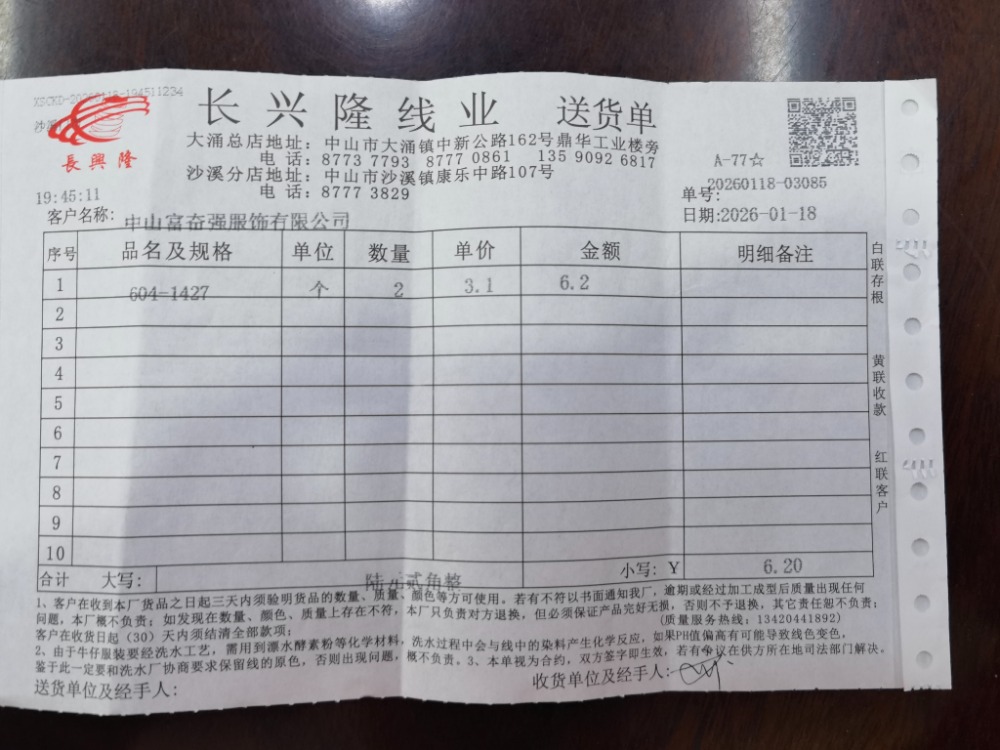 XSCKD-20260118-194511234
长兴隆线业 送货单
沙溪
大涌总店地址：中山市大涌镇中新公路162号鼎华工业楼旁
長興隆
电话：8773 7793 8777 0861 135 9092 6817
A-77☆
沙溪分店地址：中山市沙溪镇康乐中路107号
19:45:11
电话：8777 3829
单号：20260118-03085
客户名称：中山富奋强服饰有限公司
日期:2026-01-18
序号 品名及规格 单位 数量 单价 金额 明细备注
1 604-1427 个 2 3.1 6.2
2
3
4
5
6
7
8
9
10
合计 大写： 陆元贰角整 小写：Y 6.20
白联存根
黄联收款
红联客户
1、客户在收到本厂货品之日起三天内须验明货品的数量、质量、颜色等方可使用。若有不符以书面通知我厂，逾期或经过加工成型后质量出现任何
问题，本厂概不负责；如发现在数量、颜色、质量上存在不符，本厂只负责对方退换，但必须保证产品完好无损，否则不予退换，其它责任恕不负责；
客户在收货日起（30）天内须结清全部款项； (质量服务热线：13420441892)
2、由于牛仔服装要经洗水工艺，需用到漂水酵素粉等化学材料，洗水过程中会与线中的染料产生化学反应，如果PH值偏高有可能导致线色变色，
鉴于此一定要和洗水厂协商要求保留线的原色，否则出现问题，概不负责。3、本单视为合约，双方签字即生效，若有争议在供方所在地司法部门解决。
送货单位及经手人： 收货单位及经手人：